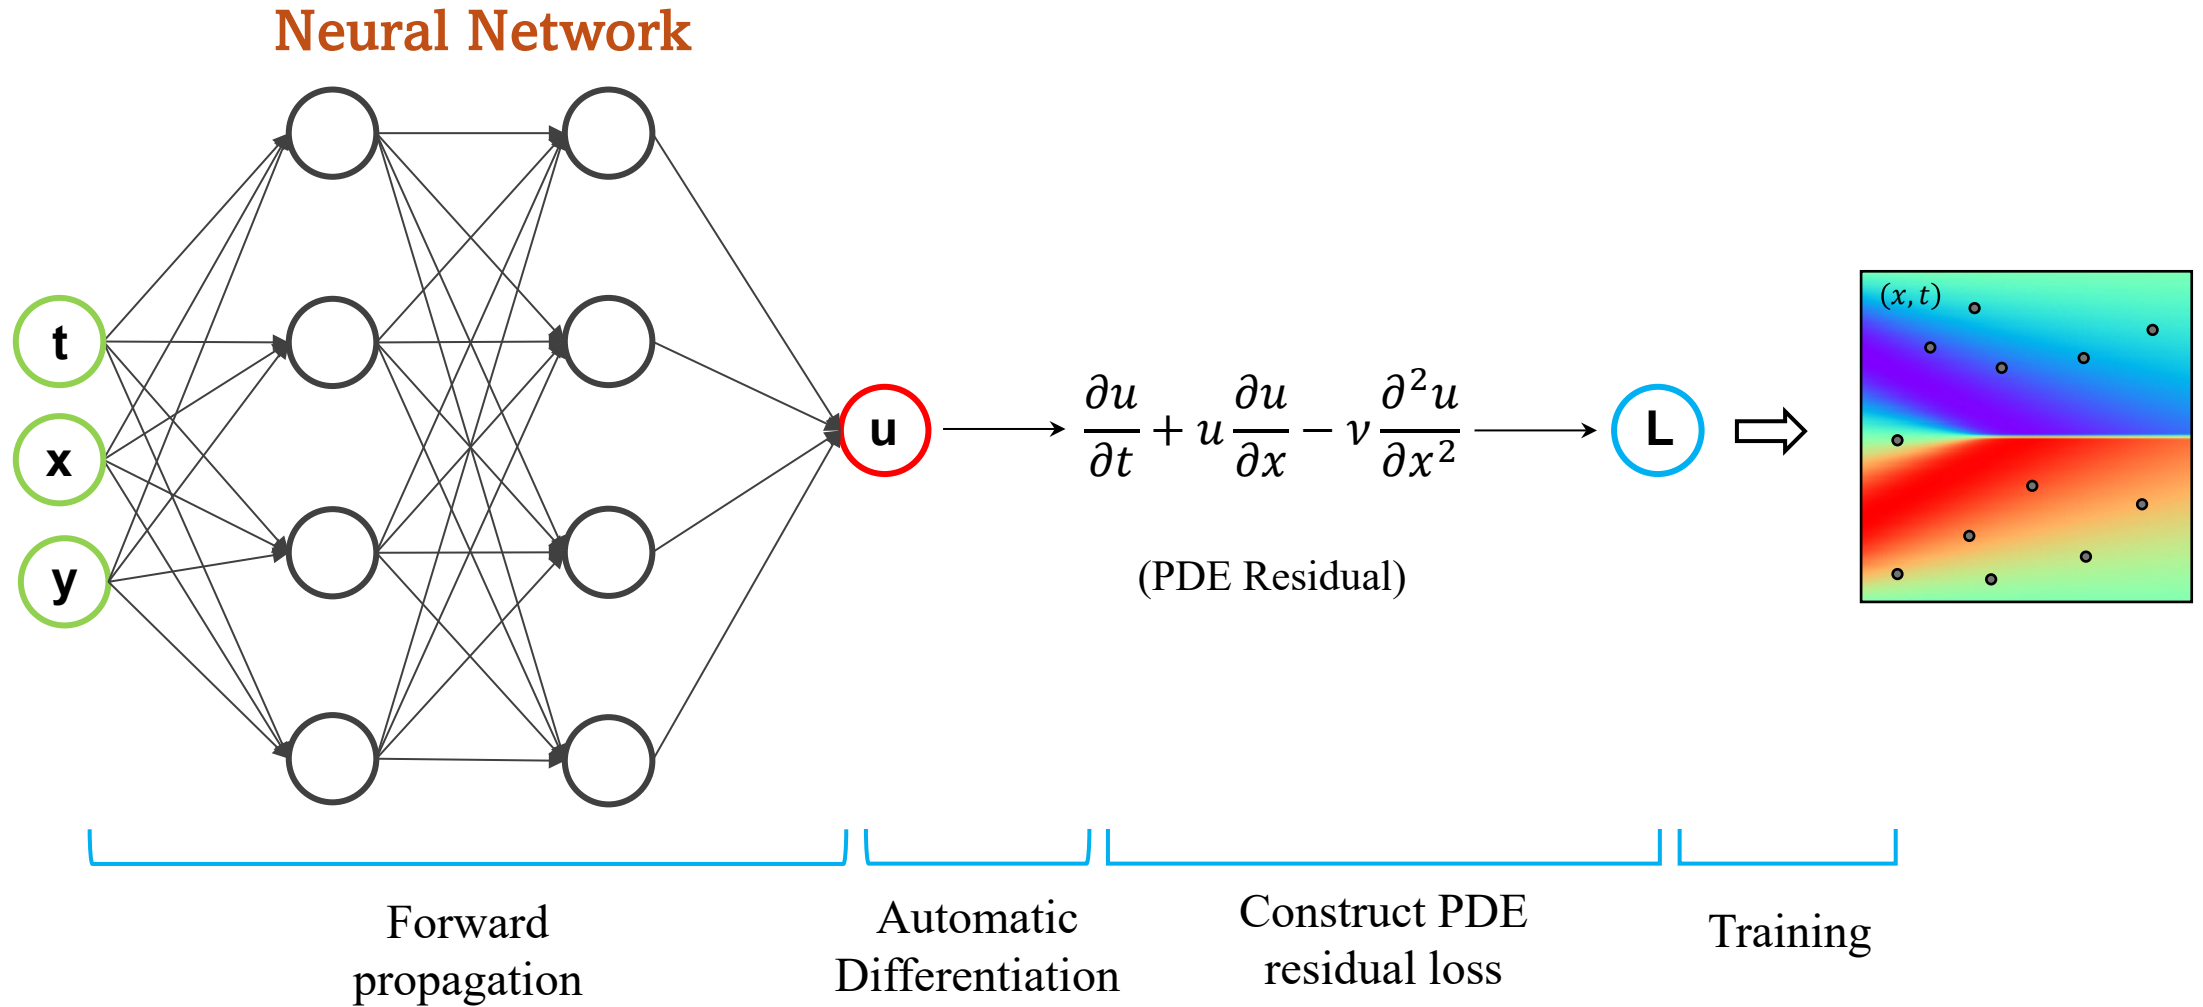 Neural Network
t
x
y
u
∂u/∂t + u ∂u/∂x − ν ∂²u/∂x²
(PDE Residual)
L
(x, t)
Forward
propagation
Automatic
Differentiation
Construct PDE
residual loss
Training